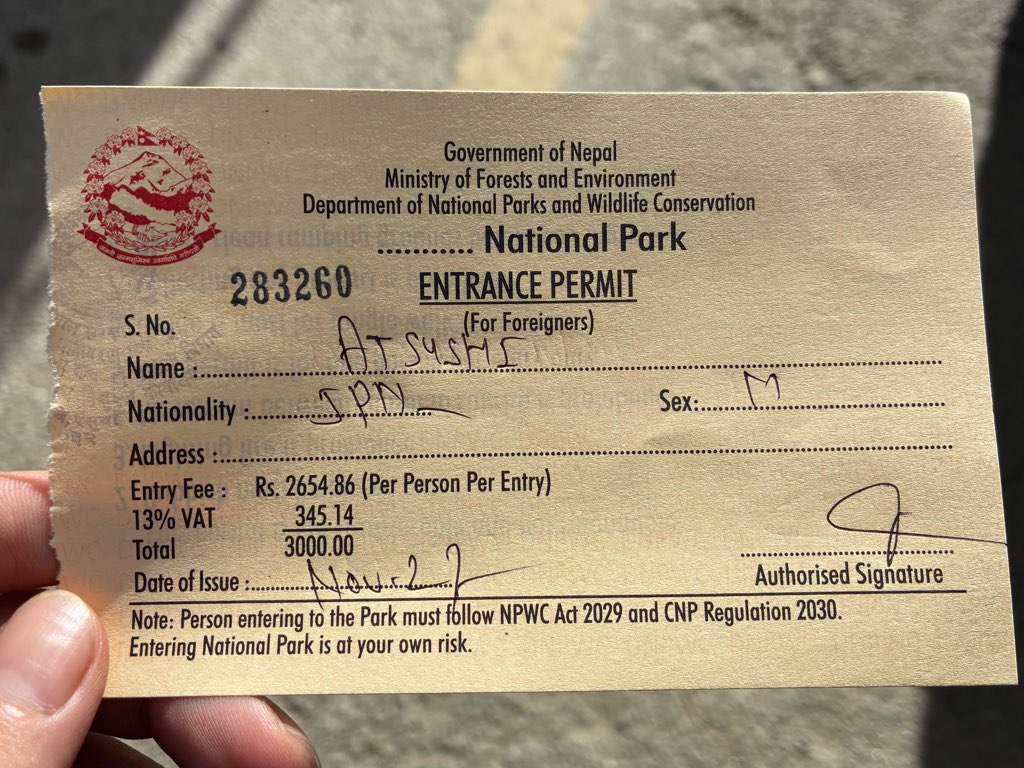 Government of Nepal
Ministry of Forests and Environment
Department of National Parks and Wildlife Conservation
........... National Park
283260
ENTRANCE PERMIT
S. No.
(For Foreigners)
Name : ATSUSHI
Nationality : JPN Sex: M
Address :
Entry Fee : Rs. 2654.86 (Per Person Per Entry)
13% VAT 345.14
Total 3000.00
Date of Issue : Nov-22
Authorised Signature
Note: Person entering to the Park must follow NPWC Act 2029 and CNP Regulation 2030.
Entering National Park is at your own risk.